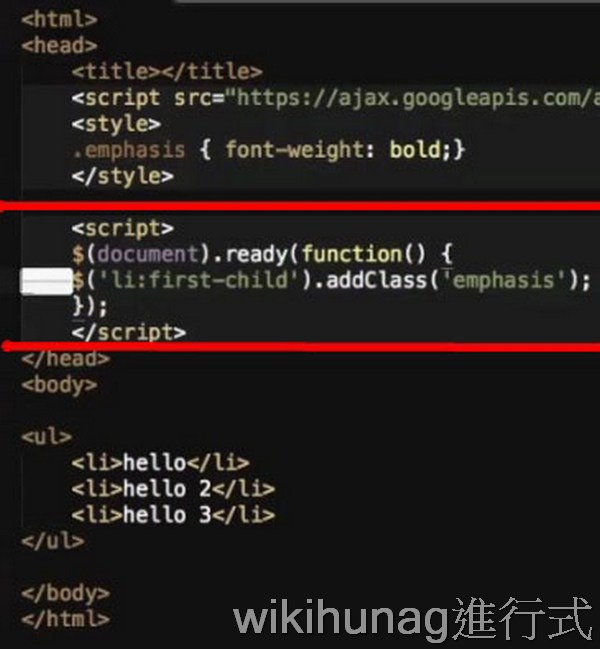 <html>
<head>
<title></title>
<script src="https://ajax.googleapis.com/a
<style>
.emphasis { font-weight: bold;}
</style>
<script>
$(document).ready(function() {
$('li:first-child').addClass('emphasis');
});
</script>
</head>
<body>
<ul>
<li>hello</li>
<li>hello 2</li>
<li>hello 3</li>
</ul>
</body>
</html>
wikihunag進行式